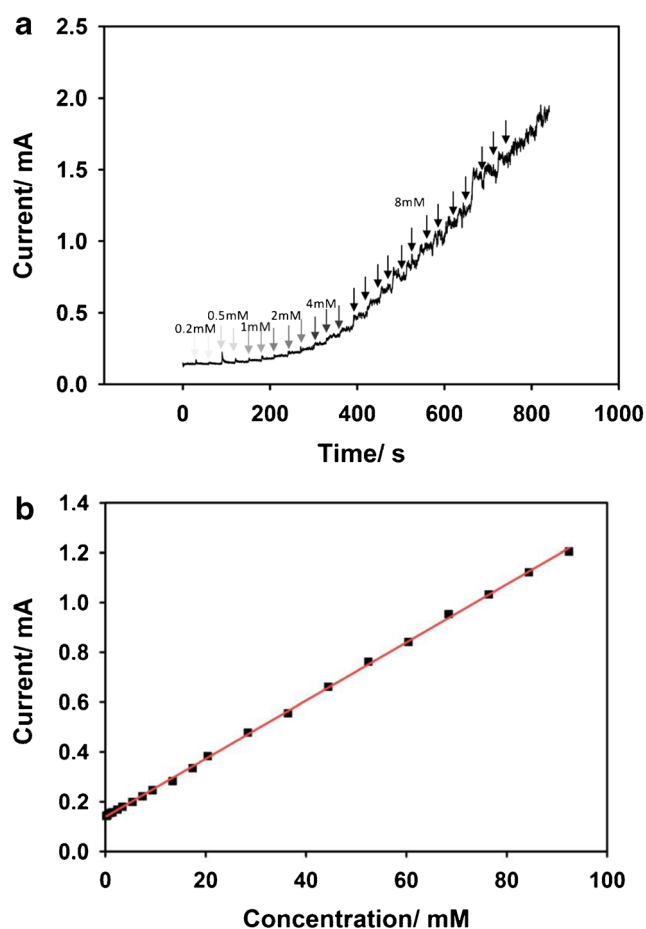 a
2.5
2.0
1.5
1.0
0.5
0.0
Current/ mA
0.2mM
0.5mM
1mM
2mM
4mM
8mM
0 200 400 600 800 1000
Time/ s
b
1.4
1.2
1.0
0.8
0.6
0.4
0.2
0.0
Current/ mA
0 20 40 60 80 100
Concentration/ mM